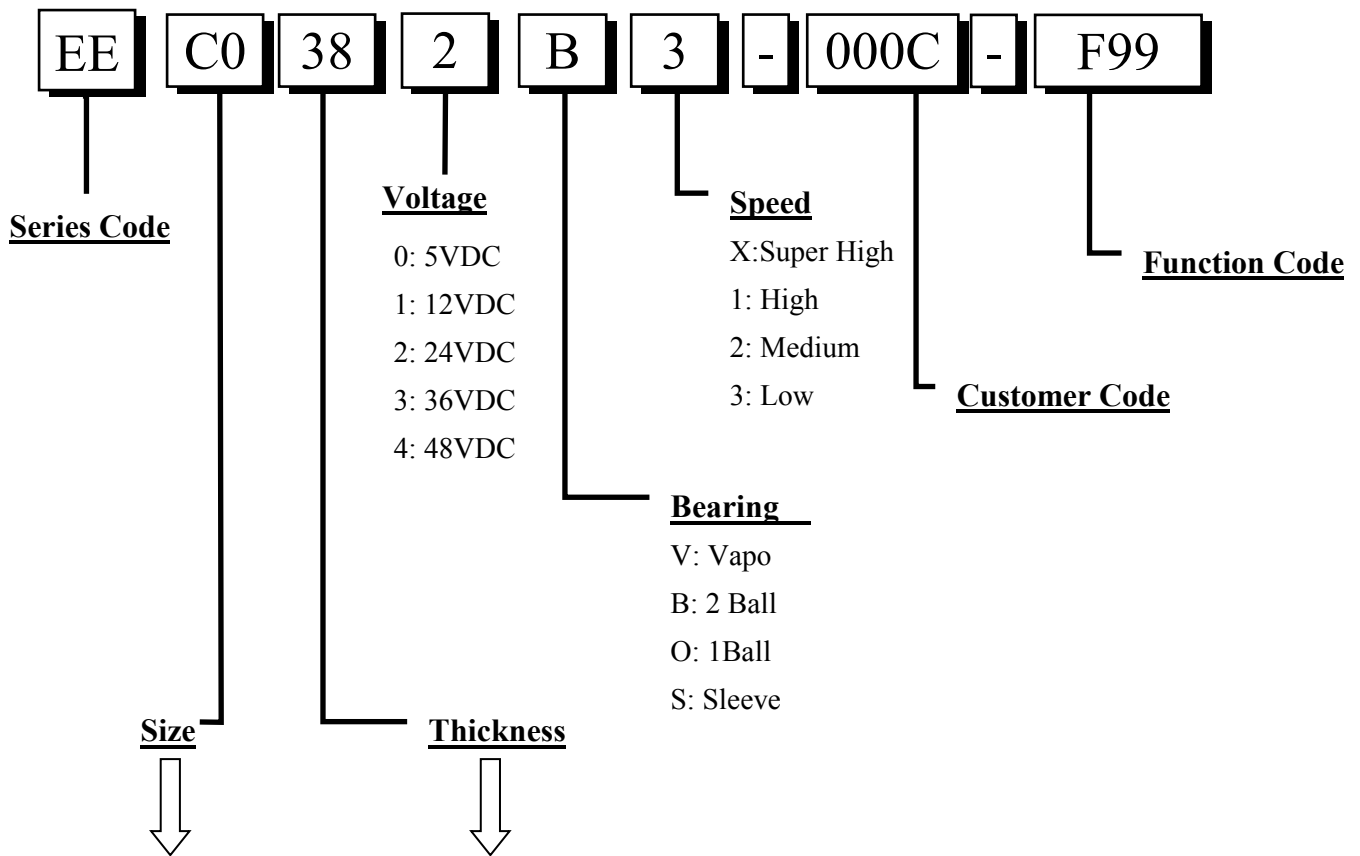 EE C0 38 2 B 3 - 000C - F99
Series Code
Voltage
0: 5VDC
1: 12VDC
2: 24VDC
3: 36VDC
4: 48VDC
Speed
X:Super High
1: High
2: Medium
3: Low
Function Code
Customer Code
Bearing
V: Vapo
B: 2 Ball
O: 1Ball
S: Sleeve
Size
Thickness